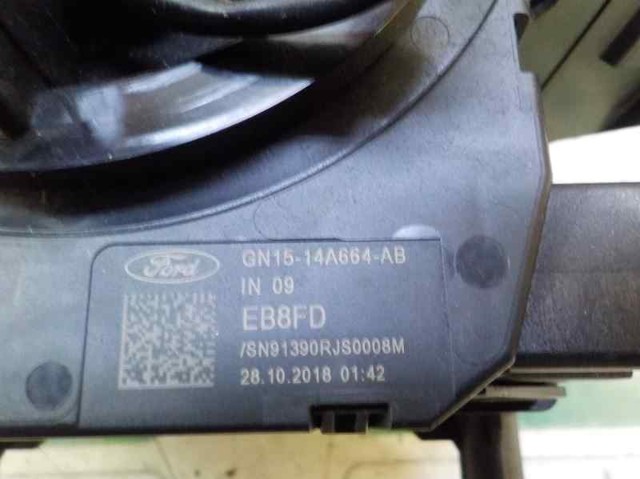 Ford
GN15-14A664-AB
IN 09
EB8FD
/SN91390RJS0008M
28.10.2018 01:42